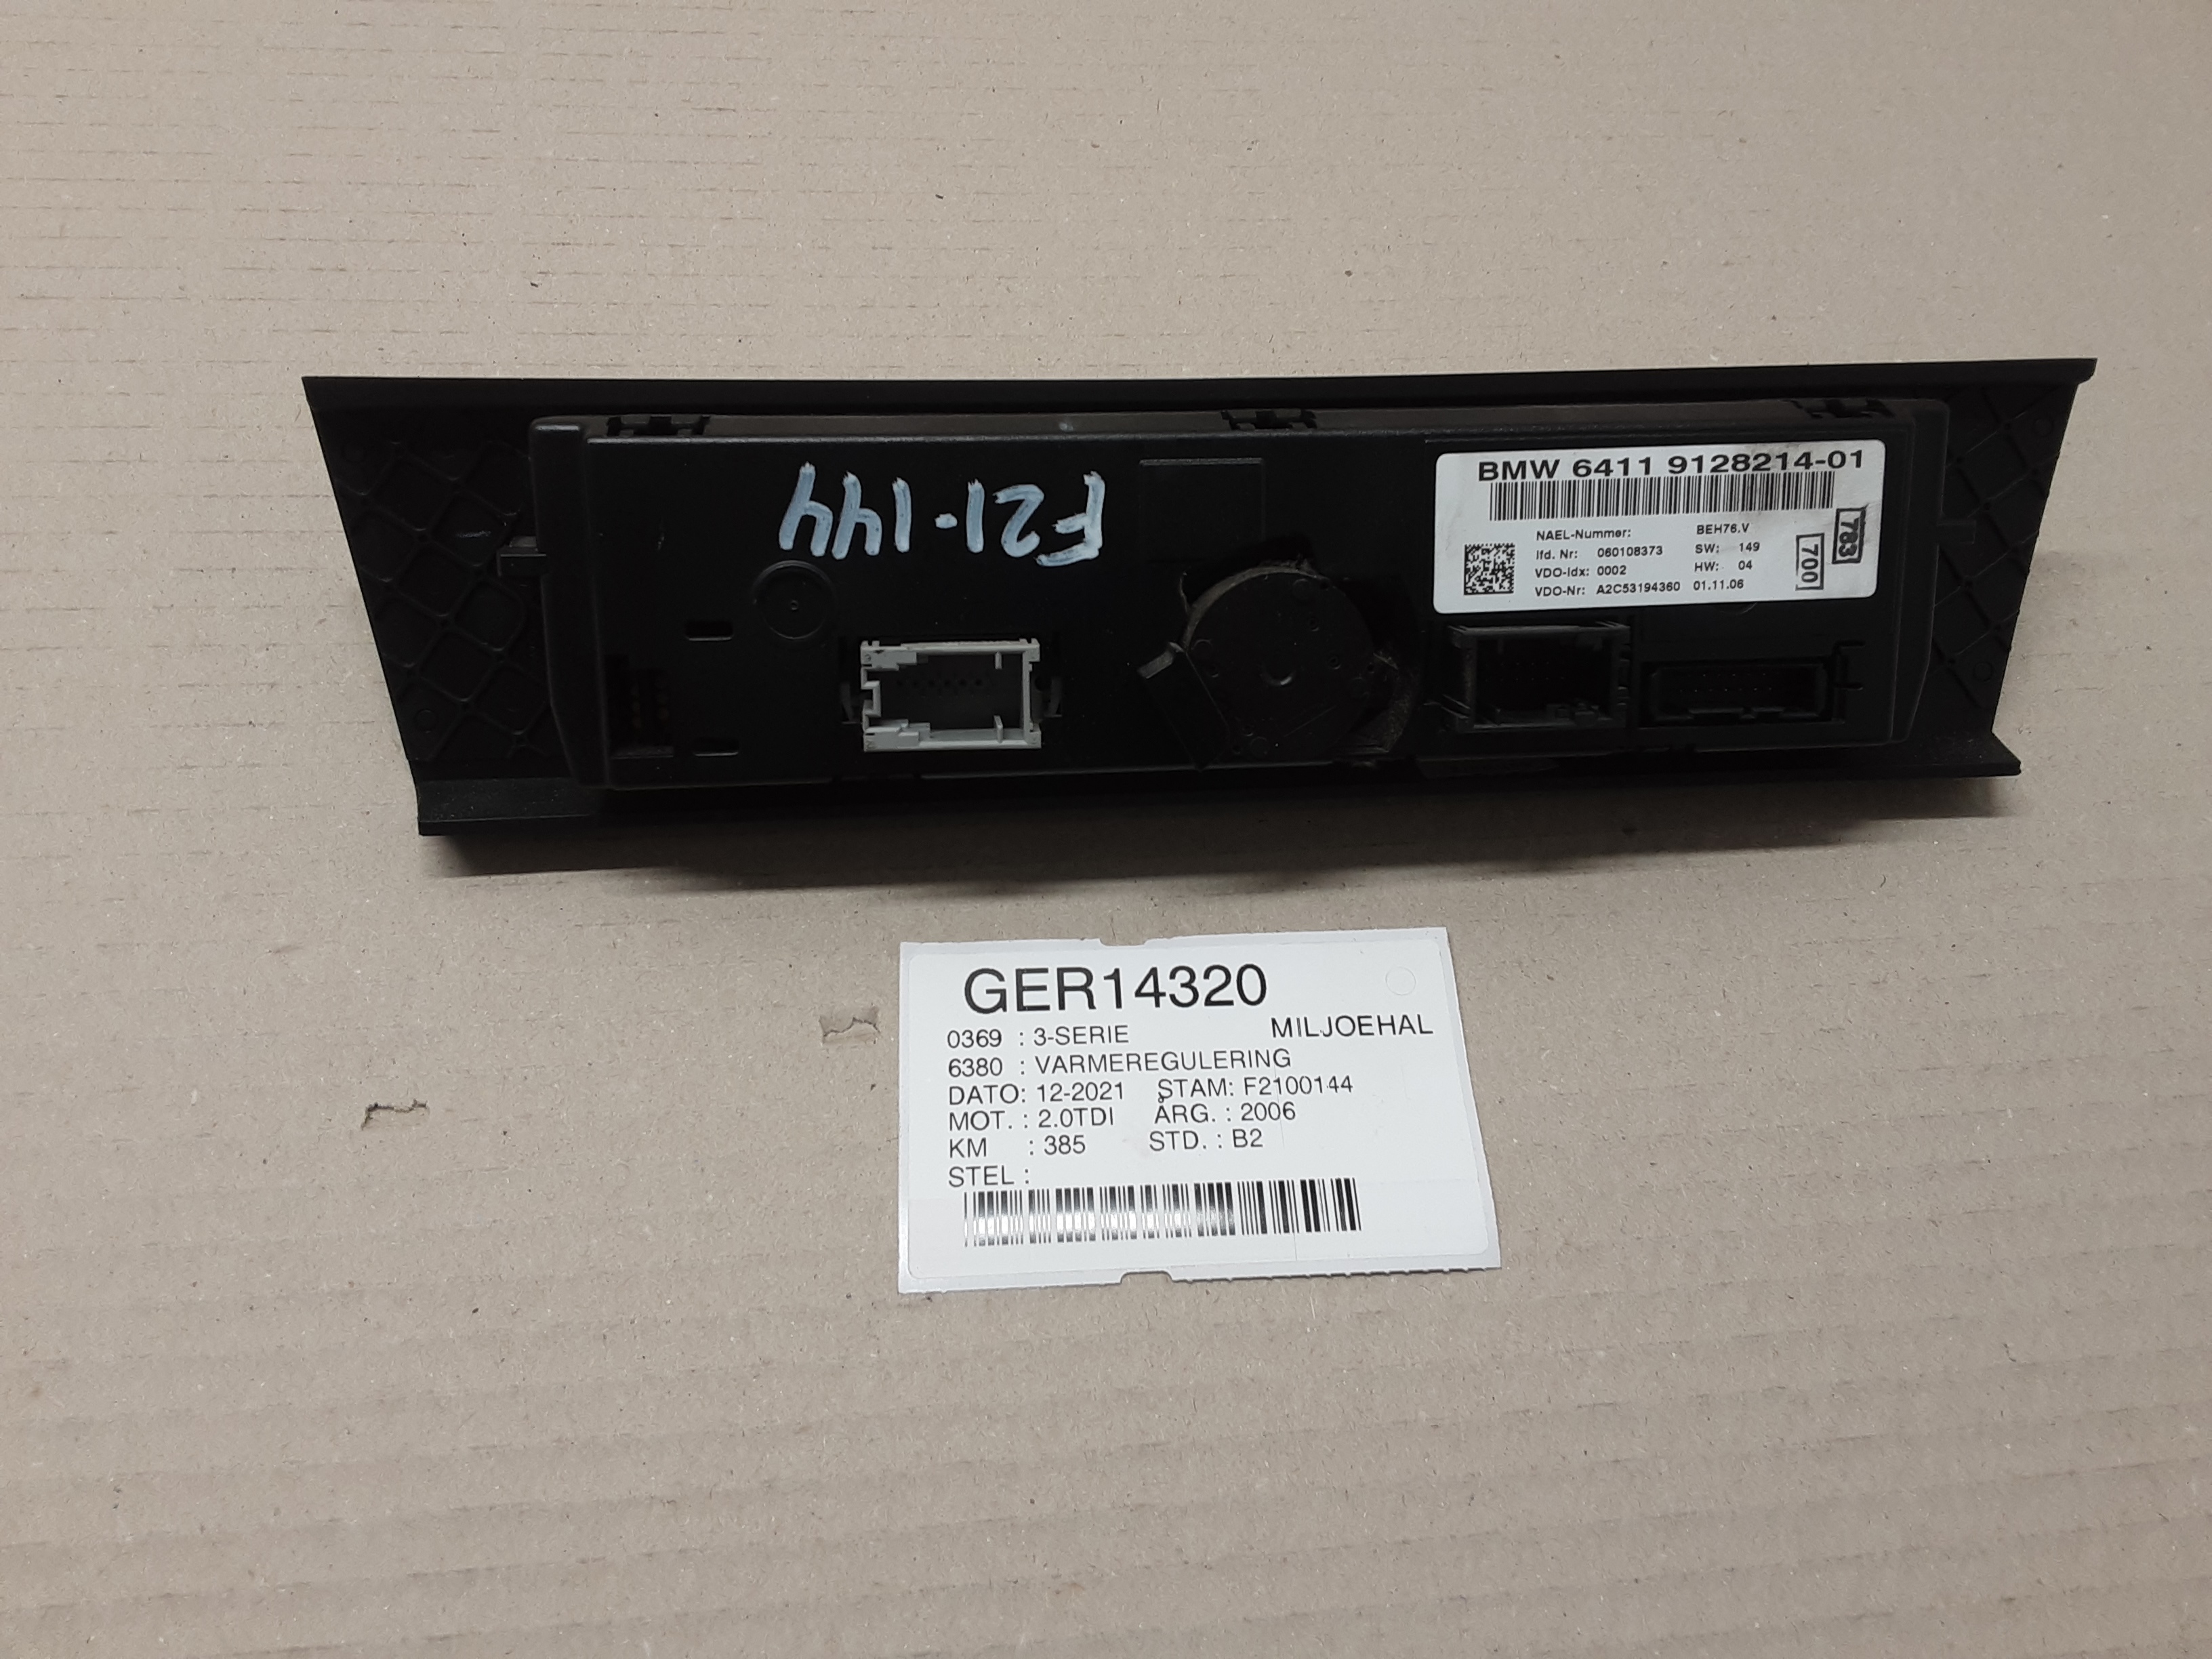 F21-144
BMW 6411 9128214-01
NAEL-Nummer: BEH76.V
lfd. Nr: 060108373 SW: 149
VDO-Idx: 0002 HW: 04
VDO-Nr: A2C53194360 01.11.06
783
700
GER14320
0369 : 3-SERIE MILJOEHAL
6380 : VARMEREGULERING
DATO: 12-2021 STAM: F2100144
MOT. : 2.0TDI ÅRG. : 2006
KM : 385 STD. : B2
STEL :